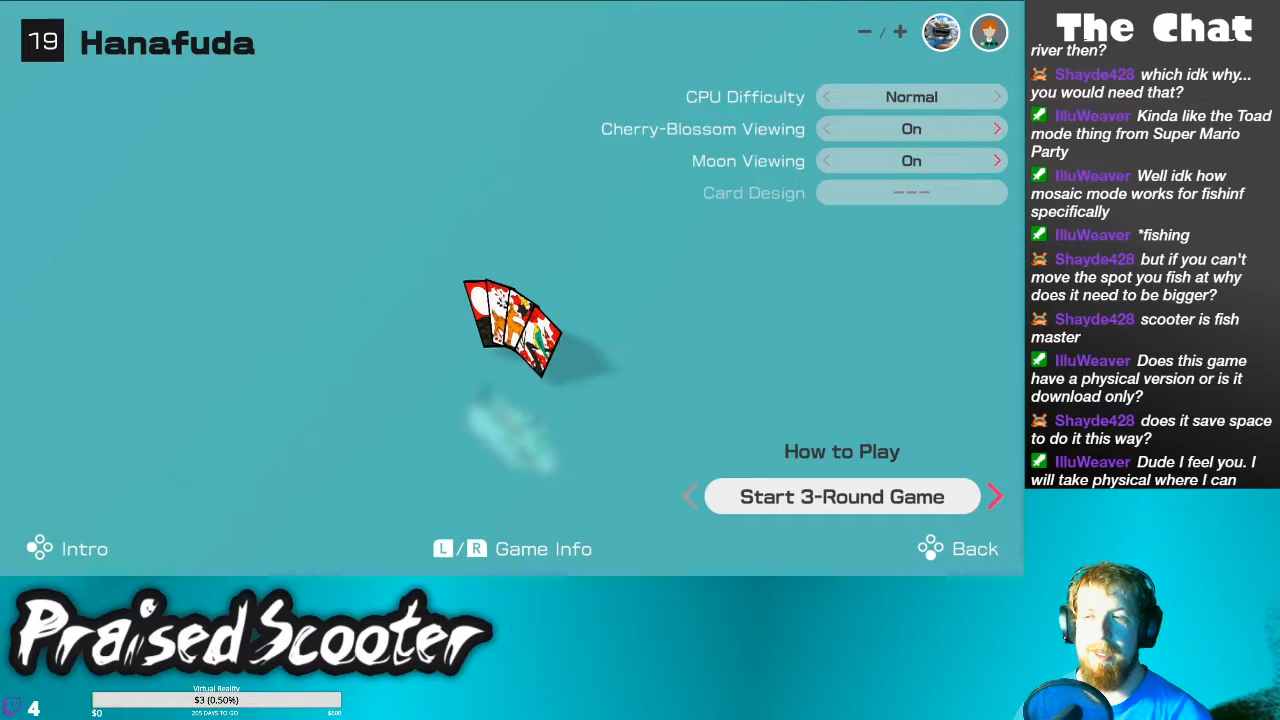 19 Hanafuda
- / +
CPU Difficulty Normal
Cherry-Blossom Viewing On
Moon Viewing On
Card Design ---
How to Play
Start 3-Round Game
Intro
L/R Game Info
Back
The Chat
river then?
Shayde428 which idk why...
you would need that?
IlluWeaver Kinda like the Toad
mode thing from Super Mario
Party
IlluWeaver Well idk how
mosaic mode works for fishinf
specifically
IlluWeaver *fishing
Shayde428 but if you can't
move the spot you fish at why
does it need to be bigger?
Shayde428 scooter is fish
master
IlluWeaver Does this game
have a physical version or is it
download only?
Shayde428 does it save space
to do it this way?
IlluWeaver Dude I feel you. I
will take physical where I can
PraisedScooter
4
Virtual Reality
$3 (0.50%)
$0 205 DAYS TO GO $600